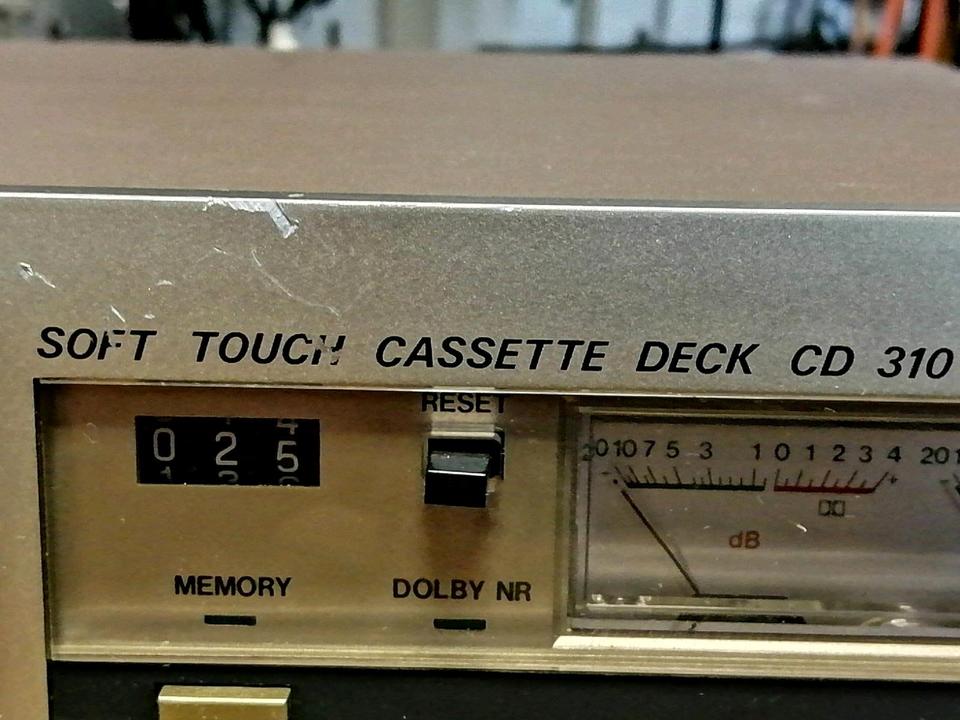 SOFT TOUCH CASSETTE DECK CD 310
RESET
0 2 5
20 10 7 5 3 1 0 1 2 3 4 +
20 1
dB
MEMORY
DOLBY NR